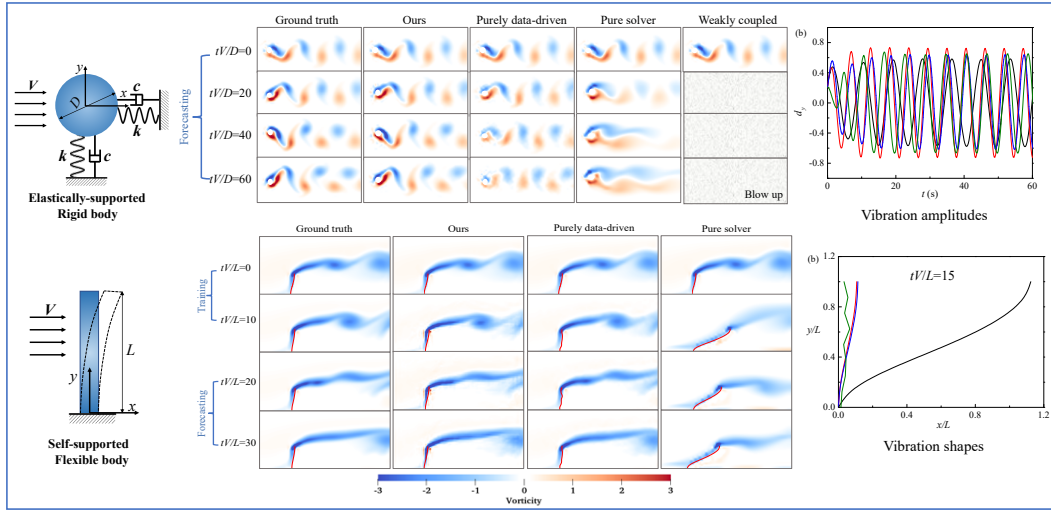 Ground truth
Ours
Purely data-driven
Pure solver
Weakly coupled
y
x
V
D
c
k
k
c
Elastically-supported
Rigid body
Forecasting
tV/D=0
tV/D=20
tV/D=40
tV/D=60
Blow up
(b)
0.8
0.4
0.0
-0.4
-0.8
d_y
0 10 20 30 40 50 60
t (s)
Vibration amplitudes
Ground truth
Ours
Purely data-driven
Pure solver
V
L
y
x
Self-supported
Flexible body
Training
Forecasting
tV/L=0
tV/L=10
tV/L=20
tV/L=30
-3 -2 -1 0 1 2 3
Vorticity
(b)
tV/L=15
1.2
0.8
y/L
0.4
0.0
0.0 0.4 0.8 1.2
x/L
Vibration shapes